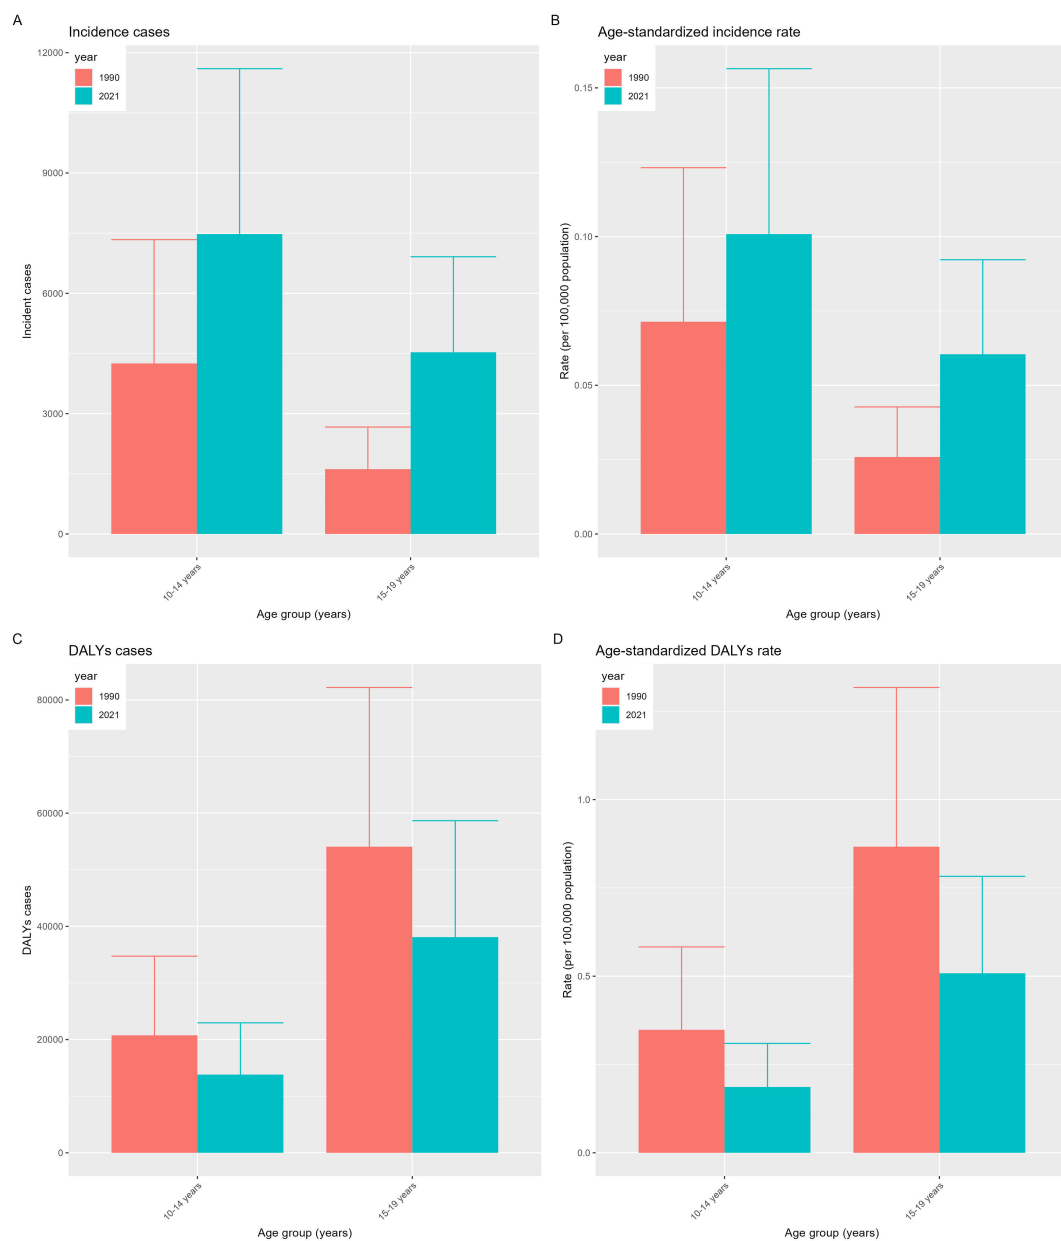 A
Incidence cases
year
1990
2021
12000
9000
6000
3000
0
Incident cases
10-14 years
15-19 years
Age group (years)
B
Age-standardized incidence rate
year
1990
2021
0.15
0.10
0.05
0.00
Rate (per 100,000 population)
10-14 years
15-19 years
Age group (years)
C
DALYs cases
year
1990
2021
80000
60000
40000
20000
0
DALYs cases
10-14 years
15-19 years
Age group (years)
D
Age-standardized DALYs rate
year
1990
2021
1.0
0.5
0.0
Rate (per 100,000 population)
10-14 years
15-19 years
Age group (years)